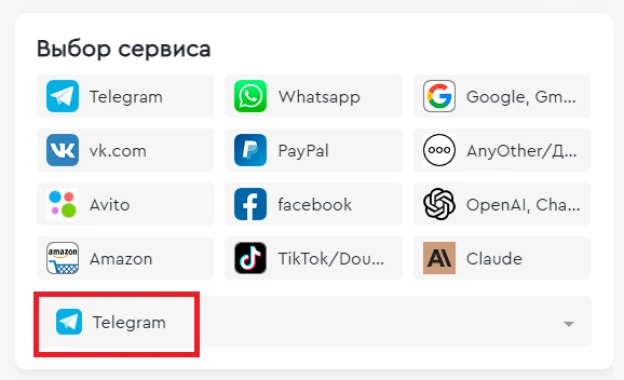 Выбор сервиса
Telegram
Whatsapp
Google, Gm...
vk.com
PayPal
AnyOther/Д...
Avito
facebook
OpenAI, Cha...
amazon
Amazon
TikTok/Dou...
Claude
Telegram